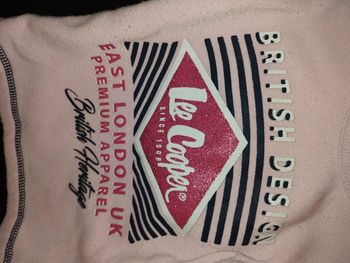 BRITISH DESIGN
Lee Cooper®
SINCE 1908
EAST LONDON UK
PREMIUM APPAREL
British Heritage